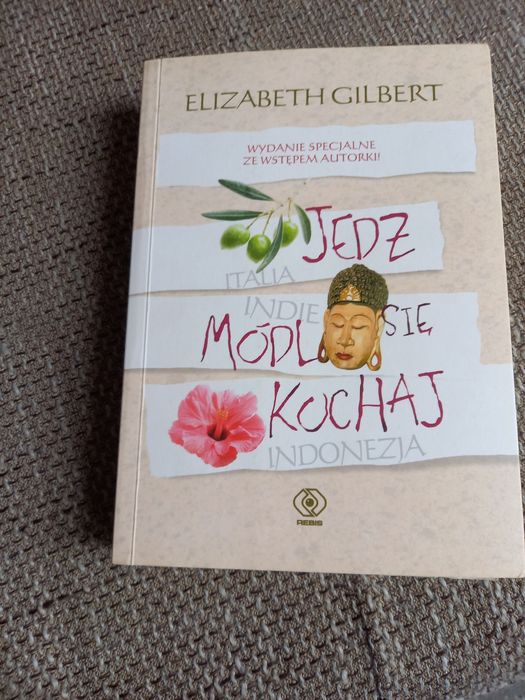 ELIZABETH GILBERT
WYDANIE SPECJALNE
ZE WSTĘPEM AUTORKI!
JEDZ
ITALIA
INDIE
MÓDL SIĘ
KOCHAJ
INDONEZJA
REBIS